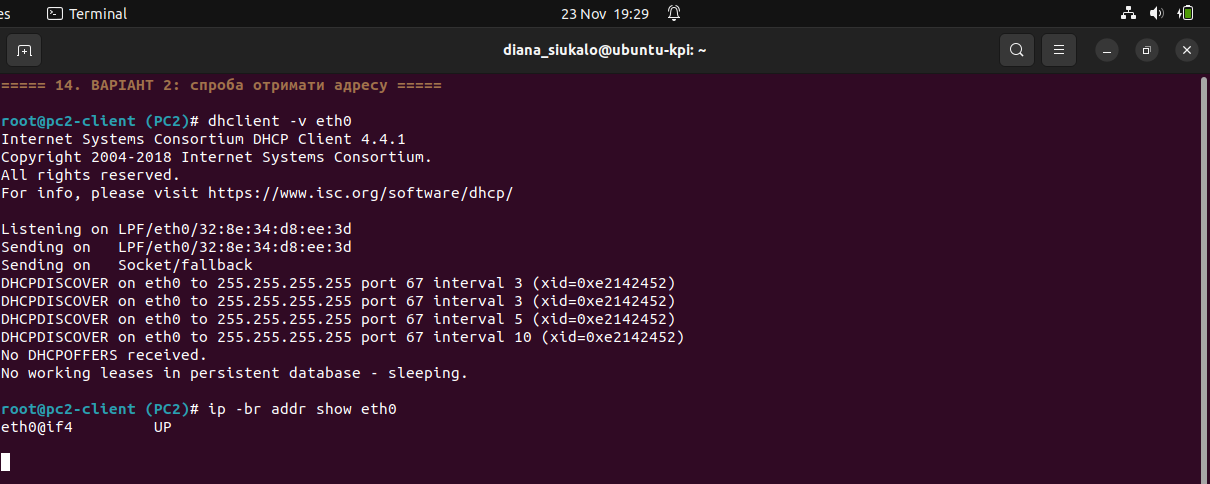 es Terminal 23 Nov 19:29
diana_siukalo@ubuntu-kpi: ~
===== 14. ВАРІАНТ 2: спроба отримати адресу =====
root@pc2-client (PC2)# dhclient -v eth0
Internet Systems Consortium DHCP Client 4.4.1
Copyright 2004-2018 Internet Systems Consortium.
All rights reserved.
For info, please visit https://www.isc.org/software/dhcp/
Listening on LPF/eth0/32:8e:34:d8:ee:3d
Sending on   LPF/eth0/32:8e:34:d8:ee:3d
Sending on   Socket/fallback
DHCPDISCOVER on eth0 to 255.255.255.255 port 67 interval 3 (xid=0xe2142452)
DHCPDISCOVER on eth0 to 255.255.255.255 port 67 interval 3 (xid=0xe2142452)
DHCPDISCOVER on eth0 to 255.255.255.255 port 67 interval 5 (xid=0xe2142452)
DHCPDISCOVER on eth0 to 255.255.255.255 port 67 interval 10 (xid=0xe2142452)
No DHCPOFFERS received.
No working leases in persistent database - sleeping.
root@pc2-client (PC2)# ip -br addr show eth0
eth0@if4         UP